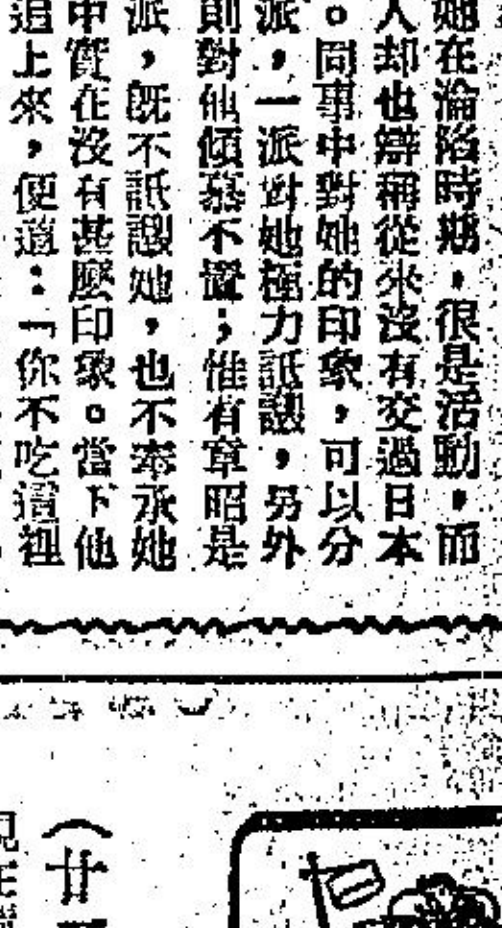 她在淪陷時期，很是活動，而
人却也辯稱從來沒有交過日本
。同事中對她的印象，可以分
派，一派對她極力詆譭，另外
則對他傾慕不置；惟有章昭是
派，既不詆譭她，也不奉承她
中實在沒有甚麼印象。當下他
追上來，便道：「你不吃這裡
（廿